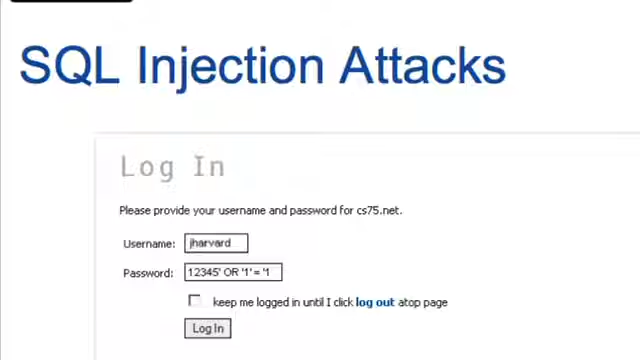 SQL Injection Attacks
Log In
Please provide your username and password for cs75.net.
Username: jharvard
Password: 12345' OR '1' = '1
keep me logged in until I click log out atop page
Log In